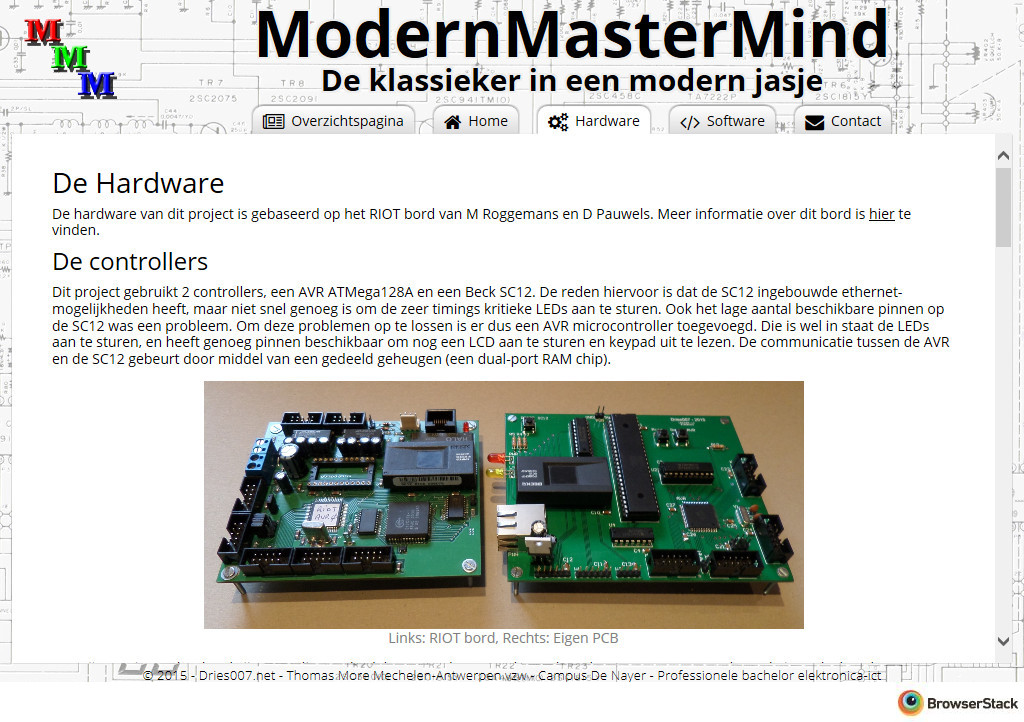 M
M
M
ModernMasterMind
De klassieker in een modern jasje
TR7
2SC2075
TR8
2SC2091
2SC941TM(O)
2SC458C
TA7222P
TR6
2SC1815Y
Overzichtspagina
Home
Hardware
Software
Contact
De Hardware
De hardware van dit project is gebaseerd op het RIOT bord van M Roggemans en D Pauwels. Meer informatie over dit bord is hier te
vinden.
De controllers
Dit project gebruikt 2 controllers, een AVR ATMega128A en een Beck SC12. De reden hiervoor is dat de SC12 ingebouwde ethernet-
mogelijkheden heeft, maar niet snel genoeg is om de zeer timings kritieke LEDs aan te sturen. Ook het lage aantal beschikbare pinnen op
de SC12 was een probleem. Om deze problemen op te lossen is er dus een AVR microcontroller toegevoegd. Die is wel in staat de LEDs
aan te sturen, en heeft genoeg pinnen beschikbaar om nog een LCD aan te sturen en keypad uit te lezen. De communicatie tussen de AVR
en de SC12 gebeurt door middel van een gedeeld geheugen (een dual-port RAM chip).
Links: RIOT bord, Rechts: Eigen PCB
© 2015 - Dries007.net - Thomas More Mechelen-Antwerpen vzw - Campus De Nayer - Professionele bachelor elektronica-ict
BrowserStack